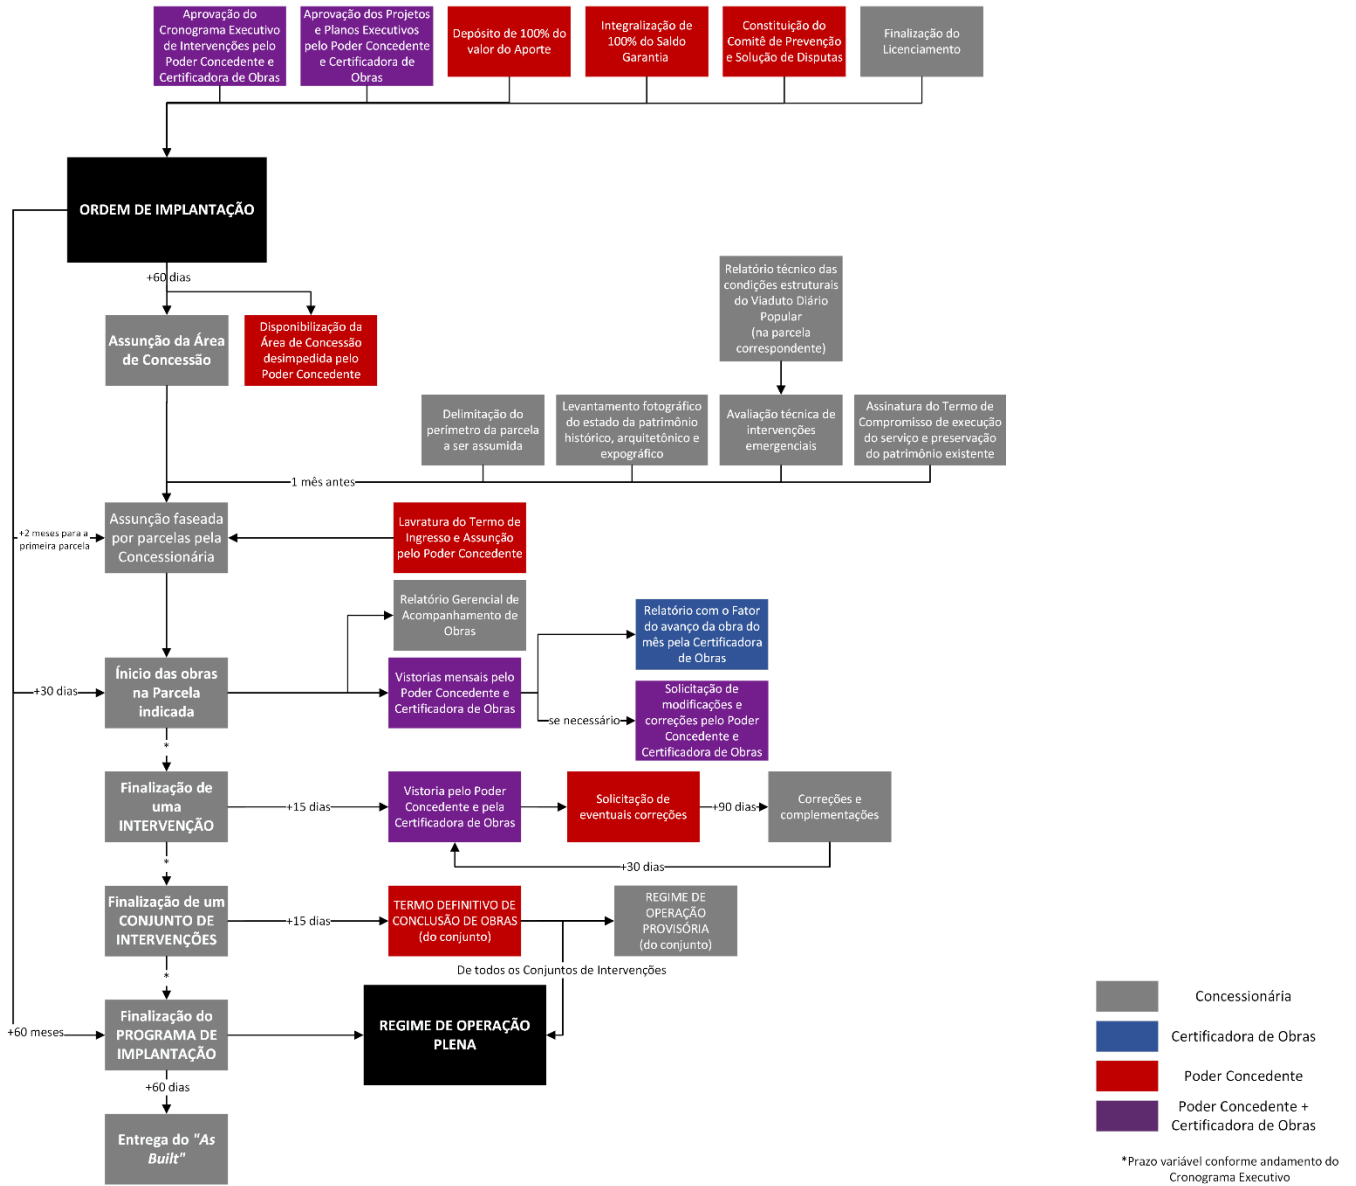 Aprovação do
Cronograma Executivo
de Intervenções pelo
Poder Concedente e
Certificadora de Obras
Aprovação dos Projetos
e Planos Executivos
pelo Poder Concedente
e Certificadora de
Obras
Depósito de 100% do
valor do Aporte
Integralização de
100% do Saldo
Garantia
Constituição do
Comitê de Prevenção
e Solução de Disputas
Finalização do
Licenciamento
ORDEM DE IMPLANTAÇÃO
+60 dias
Assunção da Área
de Concessão
Disponibilização da
Área de Concessão
desimpedida pelo
Poder Concedente
Relatório técnico das
condições estruturais
do Viaduto Diário
Popular
(na parcela
correspondente)
Delimitação do
perímetro da parcela
a ser assumida
Levantamento fotográfico
do estado da patrimônio
histórico, arquitetônico e
expográfico
Avaliação técnica de
intervenções
emergenciais
Assinatura do Termo de
Compromisso de execução
do serviço e preservação
do patrimônio existente
1 mês antes
+2 meses para a
primeira parcela
Assunção faseada
por parcelas pela
Concessionária
Lavratura do Termo de
Ingresso e Assunção
pelo Poder Concedente
Relatório Gerencial de
Acompanhamento de
Obras
Relatório com o Fator
do avanço da obra do
mês pela Certificadora
de Obras
+30 dias
Ínicio das obras
na Parcela
indicada
Vistorias mensais pelo
Poder Concedente e
Certificadora de Obras
se necessário
Solicitação de
modificações e
correções pelo Poder
Concedente e
Certificadora de Obras
*
Finalização de
uma
INTERVENÇÃO
+15 dias
Vistoria pelo Poder
Concedente e pela
Certificadora de Obras
Solicitação de
eventuais correções
+90 dias
Correções e
complementações
+30 dias
*
Finalização de um
CONJUNTO DE
INTERVENÇÕES
+15 dias
TERMO DEFINITIVO DE
CONCLUSÃO DE OBRAS
(do conjunto)
REGIME DE
OPERAÇÃO
PROVISÓRIA
(do conjunto)
De todos os Conjuntos de Intervenções
*
+60 meses
Finalização do
PROGRAMA DE
IMPLANTAÇÃO
REGIME DE OPERAÇÃO
PLENA
+60 dias
Entrega do "As
Built"
Concessionária
Certificadora de Obras
Poder Concedente
Poder Concedente +
Certificadora de Obras
*Prazo variável conforme andamento do
Cronograma Executivo